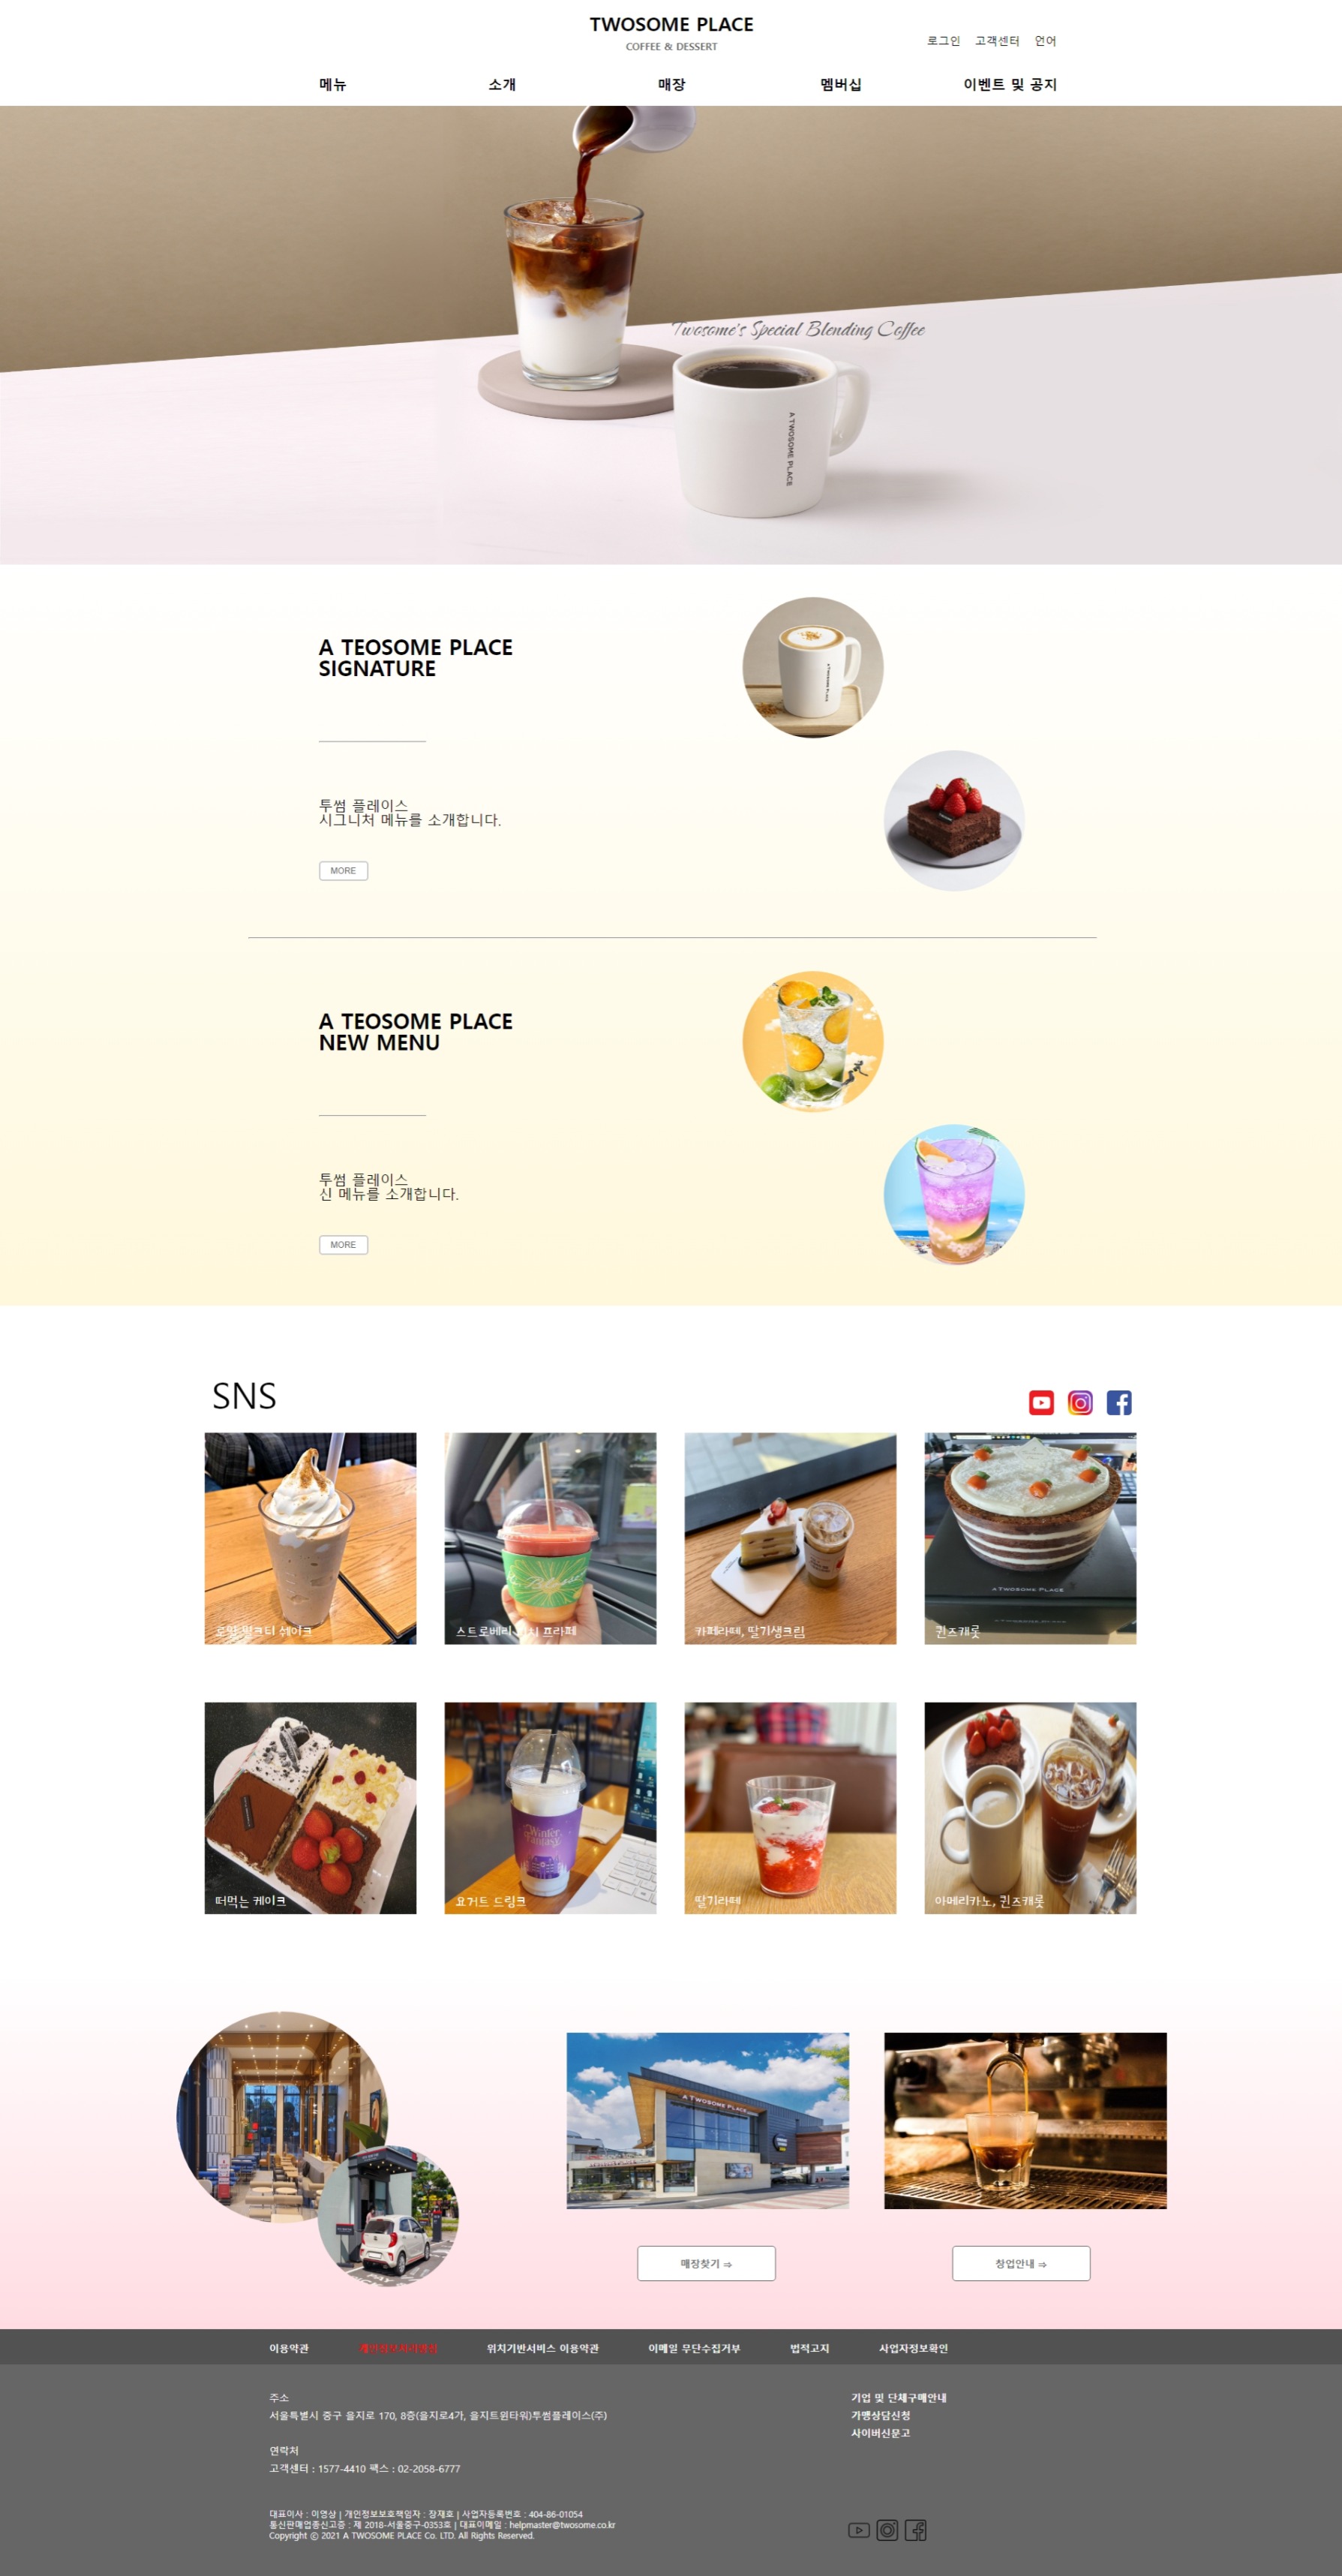 TWOSOME PLACE
COFFEE & DESSERT
로그인 고객센터 언어
메뉴 소개 매장 멤버십 이벤트 및 공지
Twosome's Special Blending Coffee
A TWOSOME PLACE
A TEOSOME PLACE
SIGNATURE
투썸 플레이스
시그니처 메뉴를 소개합니다.
MORE
A TEOSOME PLACE
NEW MENU
투썸 플레이스
신 메뉴를 소개합니다.
MORE
SNS
로얄 밀크티 쉐이크
스트로베리 피치 프라페
카페라떼, 딸기생크림
A TWOSOME PLACE
퀸즈캐롯
떠먹는 케이크
Winter Fantasy
요거트 드링크
딸기라떼
아메리카노, 퀸즈캐롯
A TWOSOME PLACE
매장찾기 ⇒
창업안내 ⇒
이용약관 개인정보처리방침 위치기반서비스 이용약관 이메일 무단수집거부 법적고지 사업자정보확인
주소
서울특별시 중구 을지로 170, 8층(을지로4가, 을지트윈타워)투썸플레이스(주)
연락처
고객센터 : 1577-4410 팩스 : 02-2058-6777
기업 및 단체구매안내
가맹상담신청
사이버신문고
대표이사 : 이영상 | 개인정보보호책임자 : 장재호 | 사업자등록번호 : 404-86-01054
통신판매업종신고증 : 제 2018-서울중구-0353호 | 대표이메일 : helpmaster@twosome.co.kr
Copyright ⓒ 2021 A TWOSOME PLACE Co. LTD. All Rights Reserved.